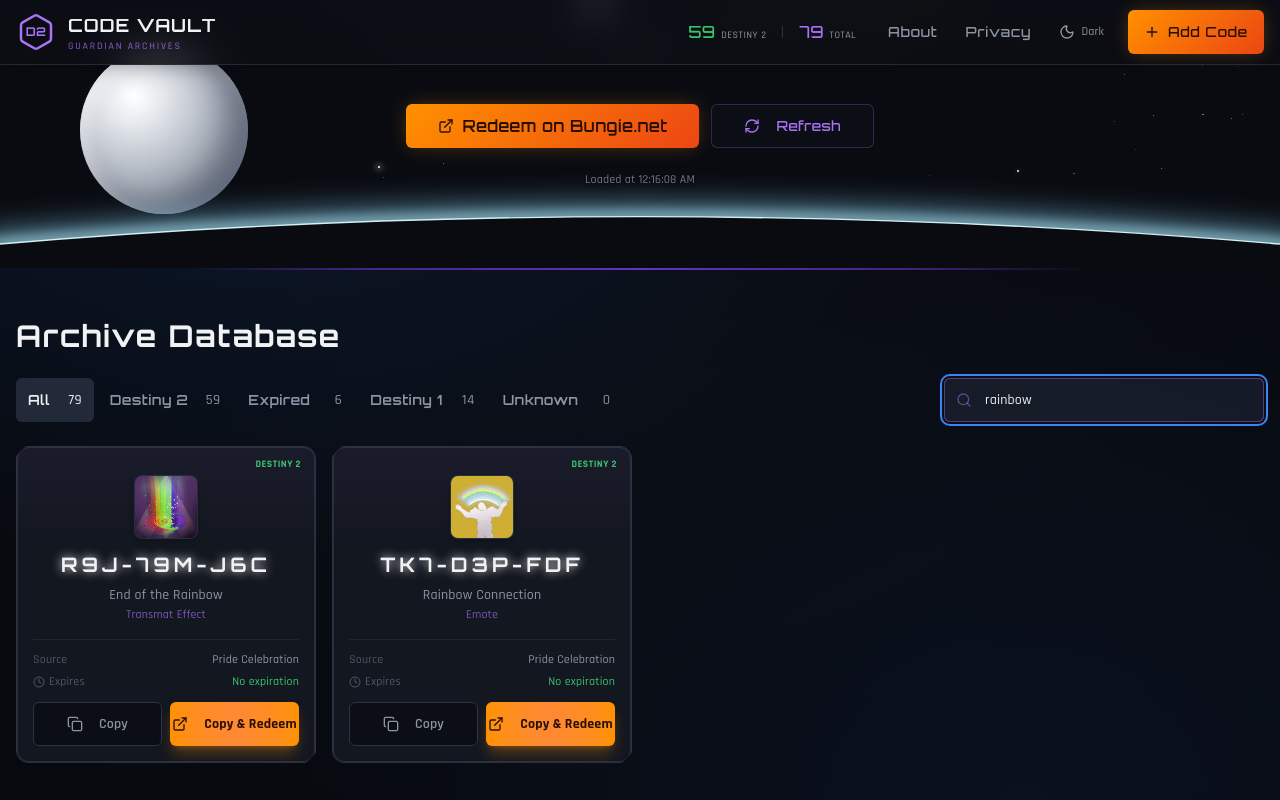 D2
CODE VAULT
GUARDIAN ARCHIVES
59 DESTINY 2
79 TOTAL
About
Privacy
Dark
Add Code
Redeem on Bungie.net
Refresh
Loaded at 12:16:08 AM
Archive Database
All 79
Destiny 2 59
Expired 6
Destiny 1 14
Unknown 0
rainbow
DESTINY 2
R9J-79M-J6C
End of the Rainbow
Transmat Effect
Source Pride Celebration
Expires No expiration
Copy
Copy & Redeem
DESTINY 2
TK7-D3P-FDF
Rainbow Connection
Emote
Source Pride Celebration
Expires No expiration
Copy
Copy & Redeem